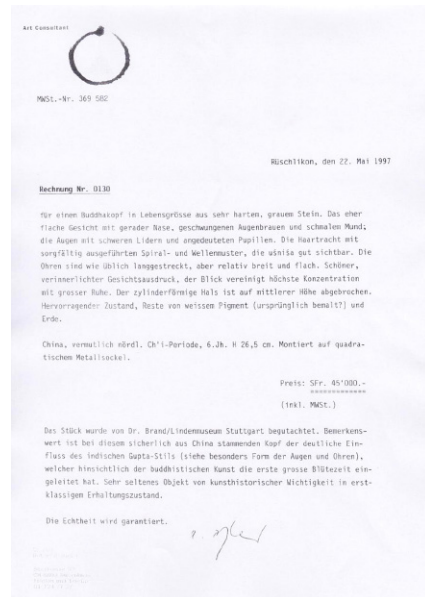 Art Consultant
MWSt.-Nr. 369 502
Rüschlikon, den 22. Mai 1997
Rechnung Nr. 0130
für einen Buddhakopf in Lebensgrösse aus sehr harten, grauem Stein. Das eher
flache Gesicht mit gerader Nase, geschwungenen Augenbrauen und schmalem Mund;
die Augen mit schweren Lidern und angedeuteten Papillen. Die Haartracht mit
sorgfältig ausgeführten Spiral- und Wellenmuster, die uṣ̌niṣa gut sichtbar. Die
Ohren sind wie üblich langgestreckt, aber relativ breit und flach. Schöner,
verinnerlichter Gesichtsausdruck, der Blick vereinigt höchste Konzentration
mit grosser Ruhe. Der zylinderförmige Hals ist auf mittlerer Höhe abgebrochen.
Hervorragender Zustand, Reste von weissem Pigment (ursprünglich bemalt?) und
Erde.
China, vermutlich nördl. Ch'i-Periode, 6.Jh. H 26,5 cm. Montiert auf quadra-
tischem Metallsockel.
Preis: SFr. 45'000.-
(inkl. MWSt.)
Das Stück wurde vom Dr. Brand/Lindenmuseum Stuttgart begutachtet. Bemerkens-
wert ist bei diesem sicherlich aus China stammenden Kopf der deutliche Ein-
fluss des indischen Gupta-Stils (siehe besonders Form der Augen und Ohren),
welcher hinsichtlich der buddhistischen Kunst die erste grosse Blütezeit ein-
geleitet hat. Sehr seltenes Objekt von kunsthistorischer Wichtigkeit in erst-
klassigem Erhaltungszustand.
Die Echtheit wird garantiert.